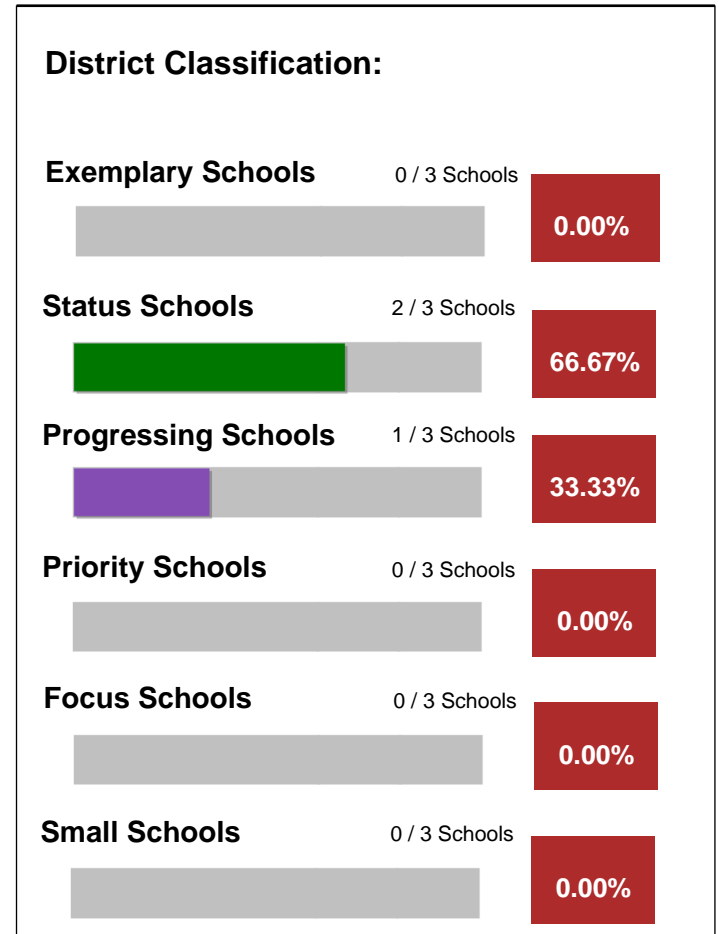 District Classification:
Exemplary Schools 0 / 3 Schools
0.00%
Status Schools 2 / 3 Schools
66.67%
Progressing Schools 1 / 3 Schools
33.33%
Priority Schools 0 / 3 Schools
0.00%
Focus Schools 0 / 3 Schools
0.00%
Small Schools 0 / 3 Schools
0.00%